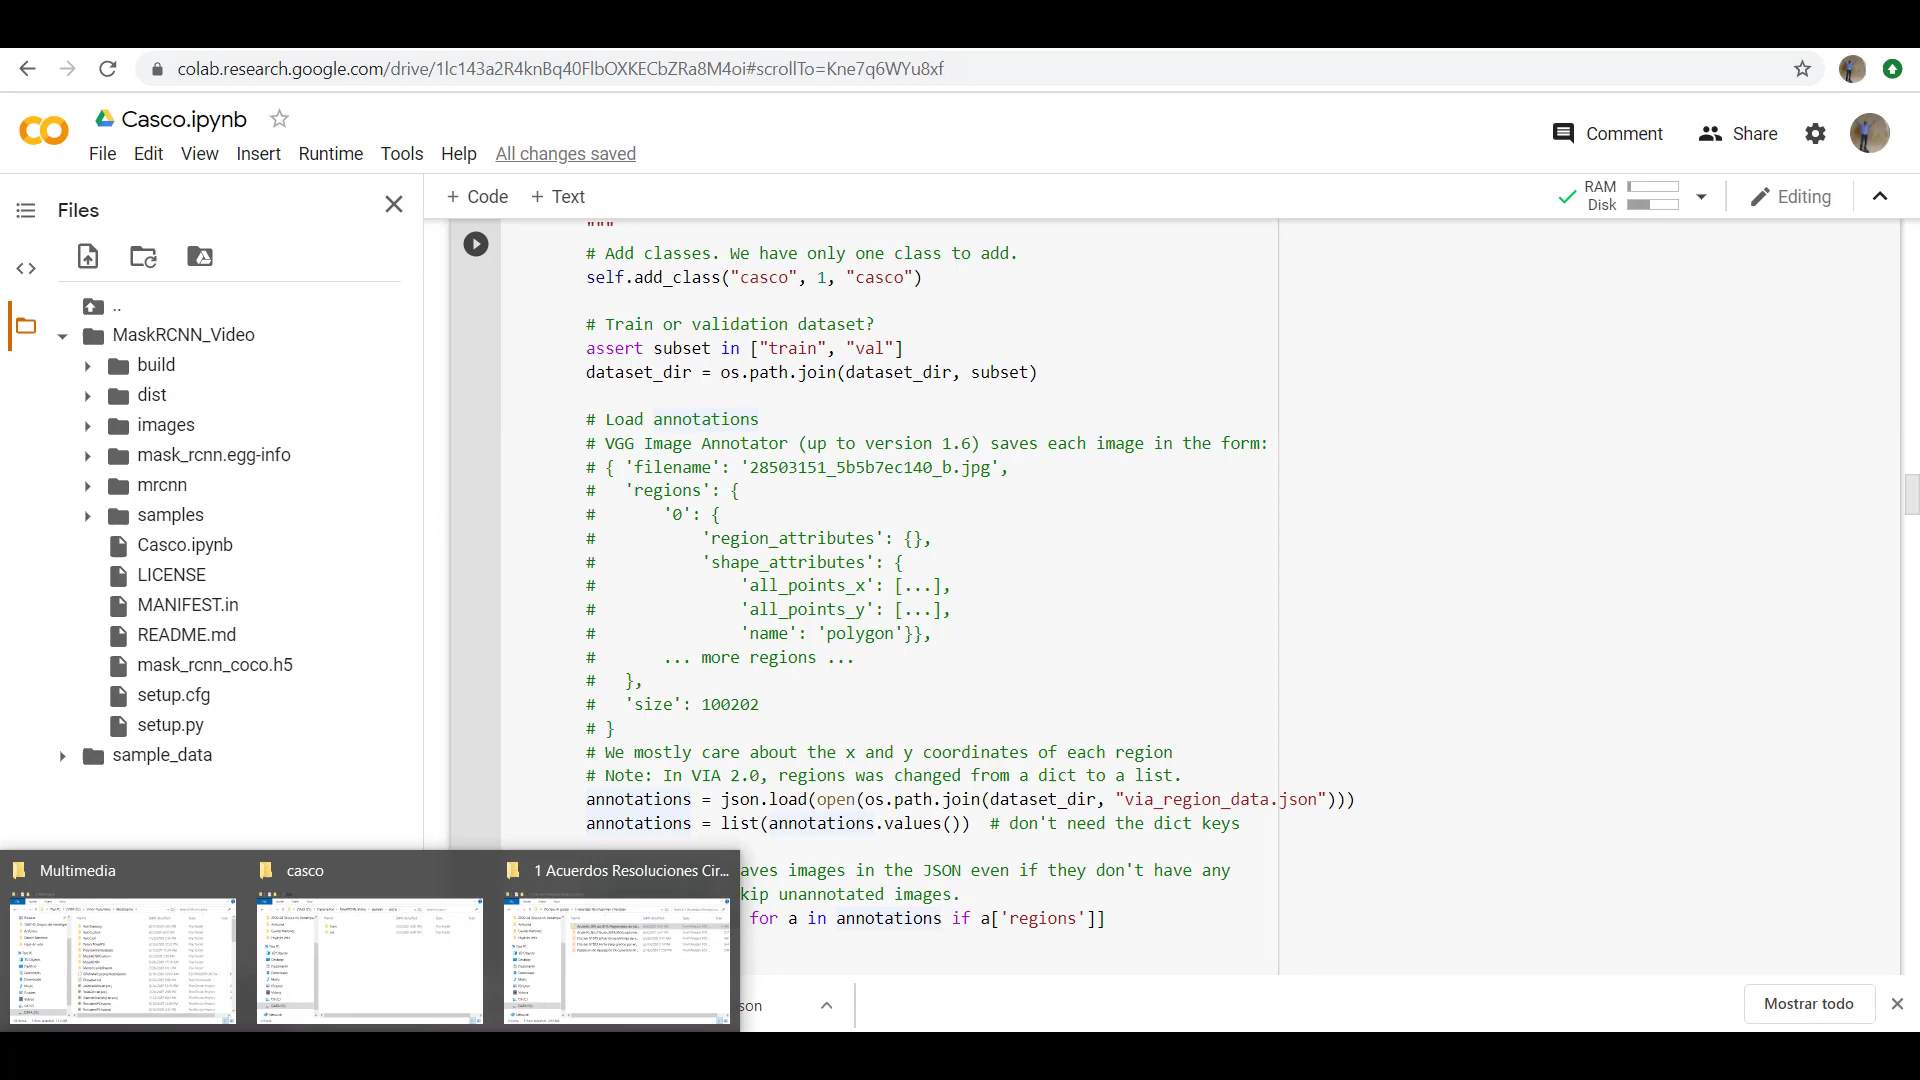 colab.research.google.com/drive/1lc143a2R4knBq40FlbOXKECbZRa8M4oi#scrollTo=Kne7q6WYu8xf
Casco.ipynb
File Edit View Insert Runtime Tools Help All changes saved
Comment Share
Files
+ Code + Text
RAM
Disk
Editing
..
MaskRCNN_Video
build
dist
images
mask_rcnn.egg-info
mrcnn
samples
Casco.ipynb
LICENSE
MANIFEST.in
README.md
mask_rcnn_coco.h5
setup.cfg
setup.py
sample_data
"""
# Add classes. We have only one class to add.
self.add_class("casco", 1, "casco")
# Train or validation dataset?
assert subset in ["train", "val"]
dataset_dir = os.path.join(dataset_dir, subset)
# Load annotations
# VGG Image Annotator (up to version 1.6) saves each image in the form:
# { 'filename': '28503151_5b5b7ec140_b.jpg',
#   'regions': {
#       '0': {
#           'region_attributes': {},
#           'shape_attributes': {
#               'all_points_x': [...],
#               'all_points_y': [...],
#               'name': 'polygon'}},
#       ... more regions ...
#   },
#   'size': 100202
# }
# We mostly care about the x and y coordinates of each region
# Note: In VIA 2.0, regions was changed from a dict to a list.
annotations = json.load(open(os.path.join(dataset_dir, "via_region_data.json")))
annotations = list(annotations.values())  # don't need the dict keys
aves images in the JSON even if they don't have any
kip unannotated images.
for a in annotations if a['regions']]
Multimedia
casco
1 Acuerdos Resoluciones Cir...
son
Mostrar todo